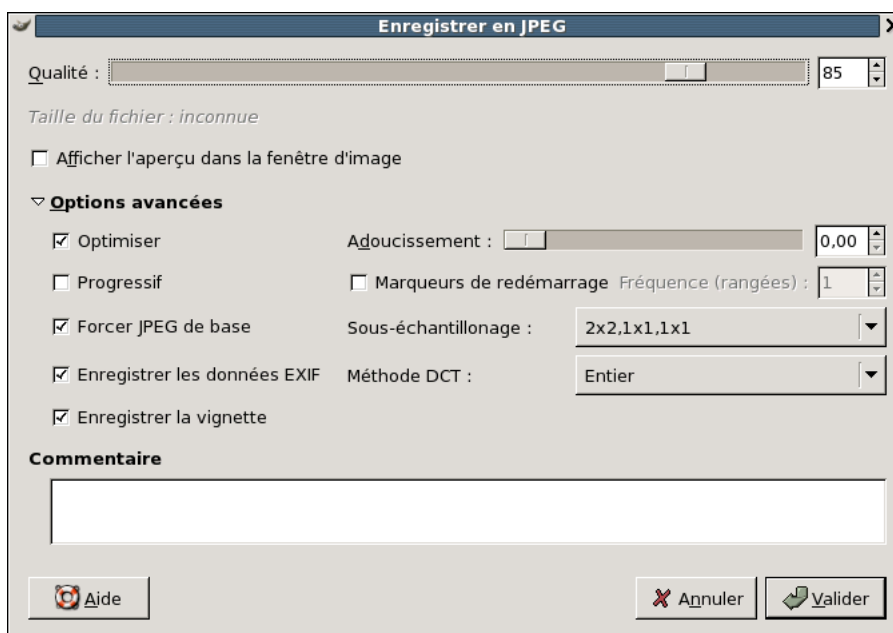 Enregistrer en JPEG
Qualité : 85
Taille du fichier : inconnue
Afficher l'aperçu dans la fenêtre d'image
Options avancées
Optimiser Adoucissement : 0,00
Progressif Marqueurs de redémarrage Fréquence (rangées) : 1
Forcer JPEG de base Sous-échantillonage : 2x2,1x1,1x1
Enregistrer les données EXIF Méthode DCT : Entier
Enregistrer la vignette
Commentaire
Aide Annuler Valider